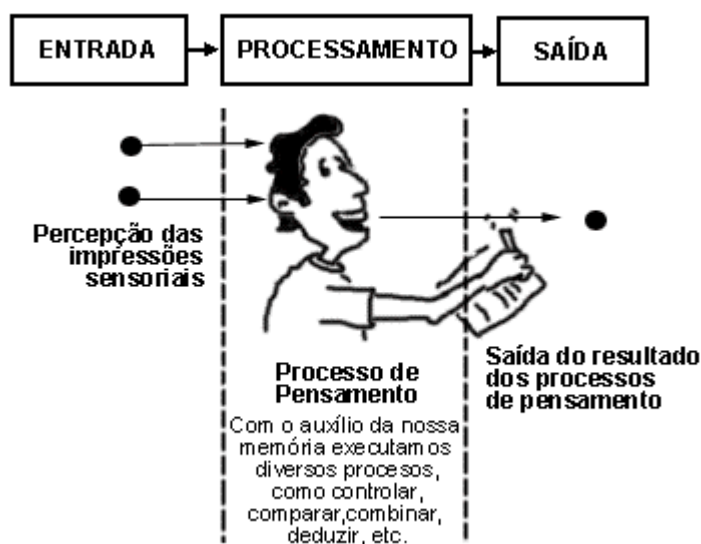 ENTRADA
PROCESSAMENTO
SAÍDA
Percepção das
impressões
sensoriais
Processo de
Pensamento
Com o auxílio da nossa
memória executamos
diversos procesos,
como controlar,
comparar,combinar,
deduzir, etc.
Saída do resultado
dos processos
de pensamento